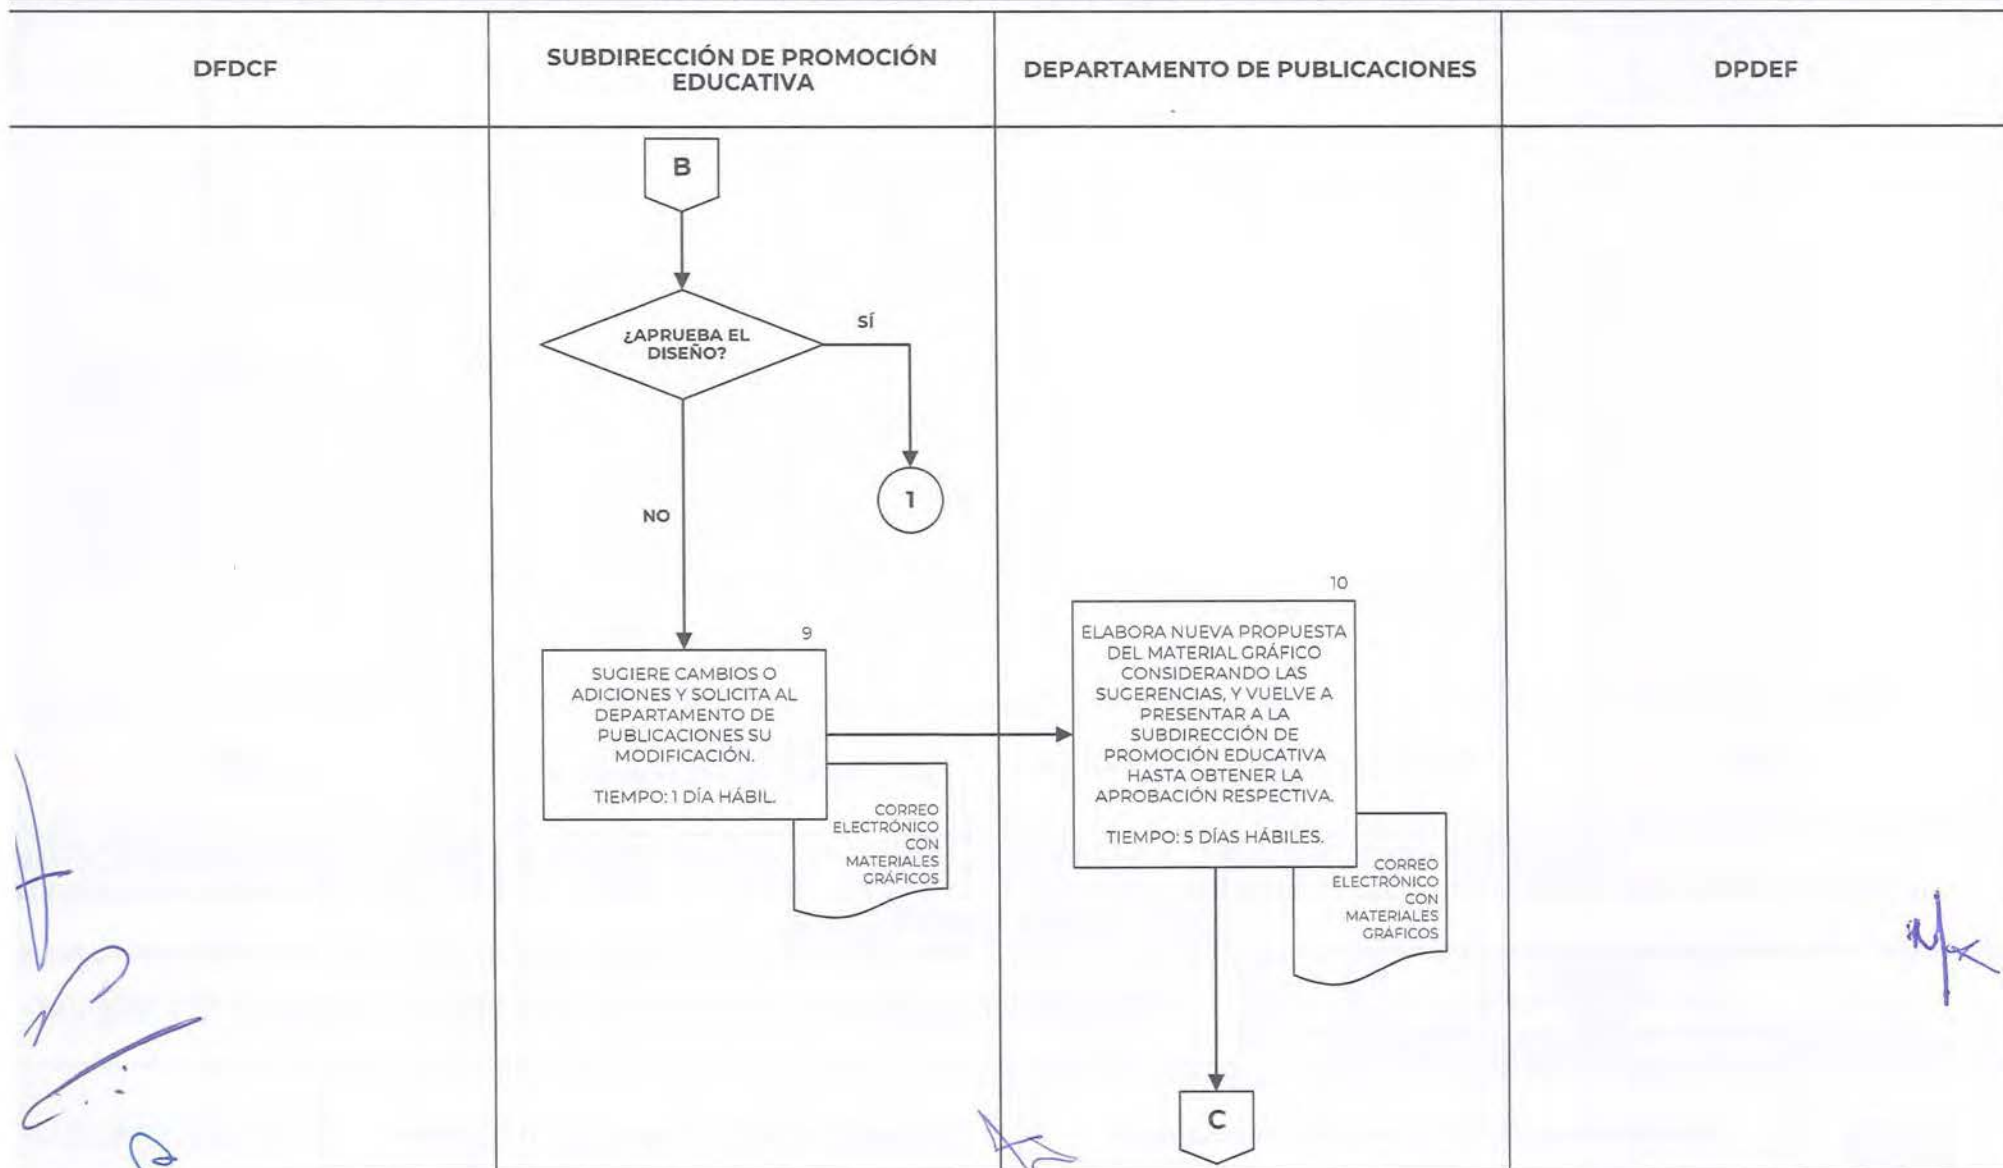 DFDCF
SUBDIRECCIÓN DE PROMOCIÓN
EDUCATIVA
DEPARTAMENTO DE PUBLICACIONES
DPDEF
B
¿APRUEBA EL
DISEÑO?
SÍ
1
NO
9
SUGIERE CAMBIOS O
ADICIONES Y SOLICITA AL
DEPARTAMENTO DE
PUBLICACIONES SU
MODIFICACIÓN.
TIEMPO: 1 DÍA HÁBIL.
CORREO
ELECTRÓNICO
CON
MATERIALES
GRÁFICOS
10
ELABORA NUEVA PROPUESTA
DEL MATERIAL GRÁFICO
CONSIDERANDO LAS
SUGERENCIAS, Y VUELVE A
PRESENTAR A LA
SUBDIRECCIÓN DE
PROMOCIÓN EDUCATIVA
HASTA OBTENER LA
APROBACIÓN RESPECTIVA.
TIEMPO: 5 DÍAS HÁBILES.
CORREO
ELECTRÓNICO
CON
MATERIALES
GRÁFICOS
C